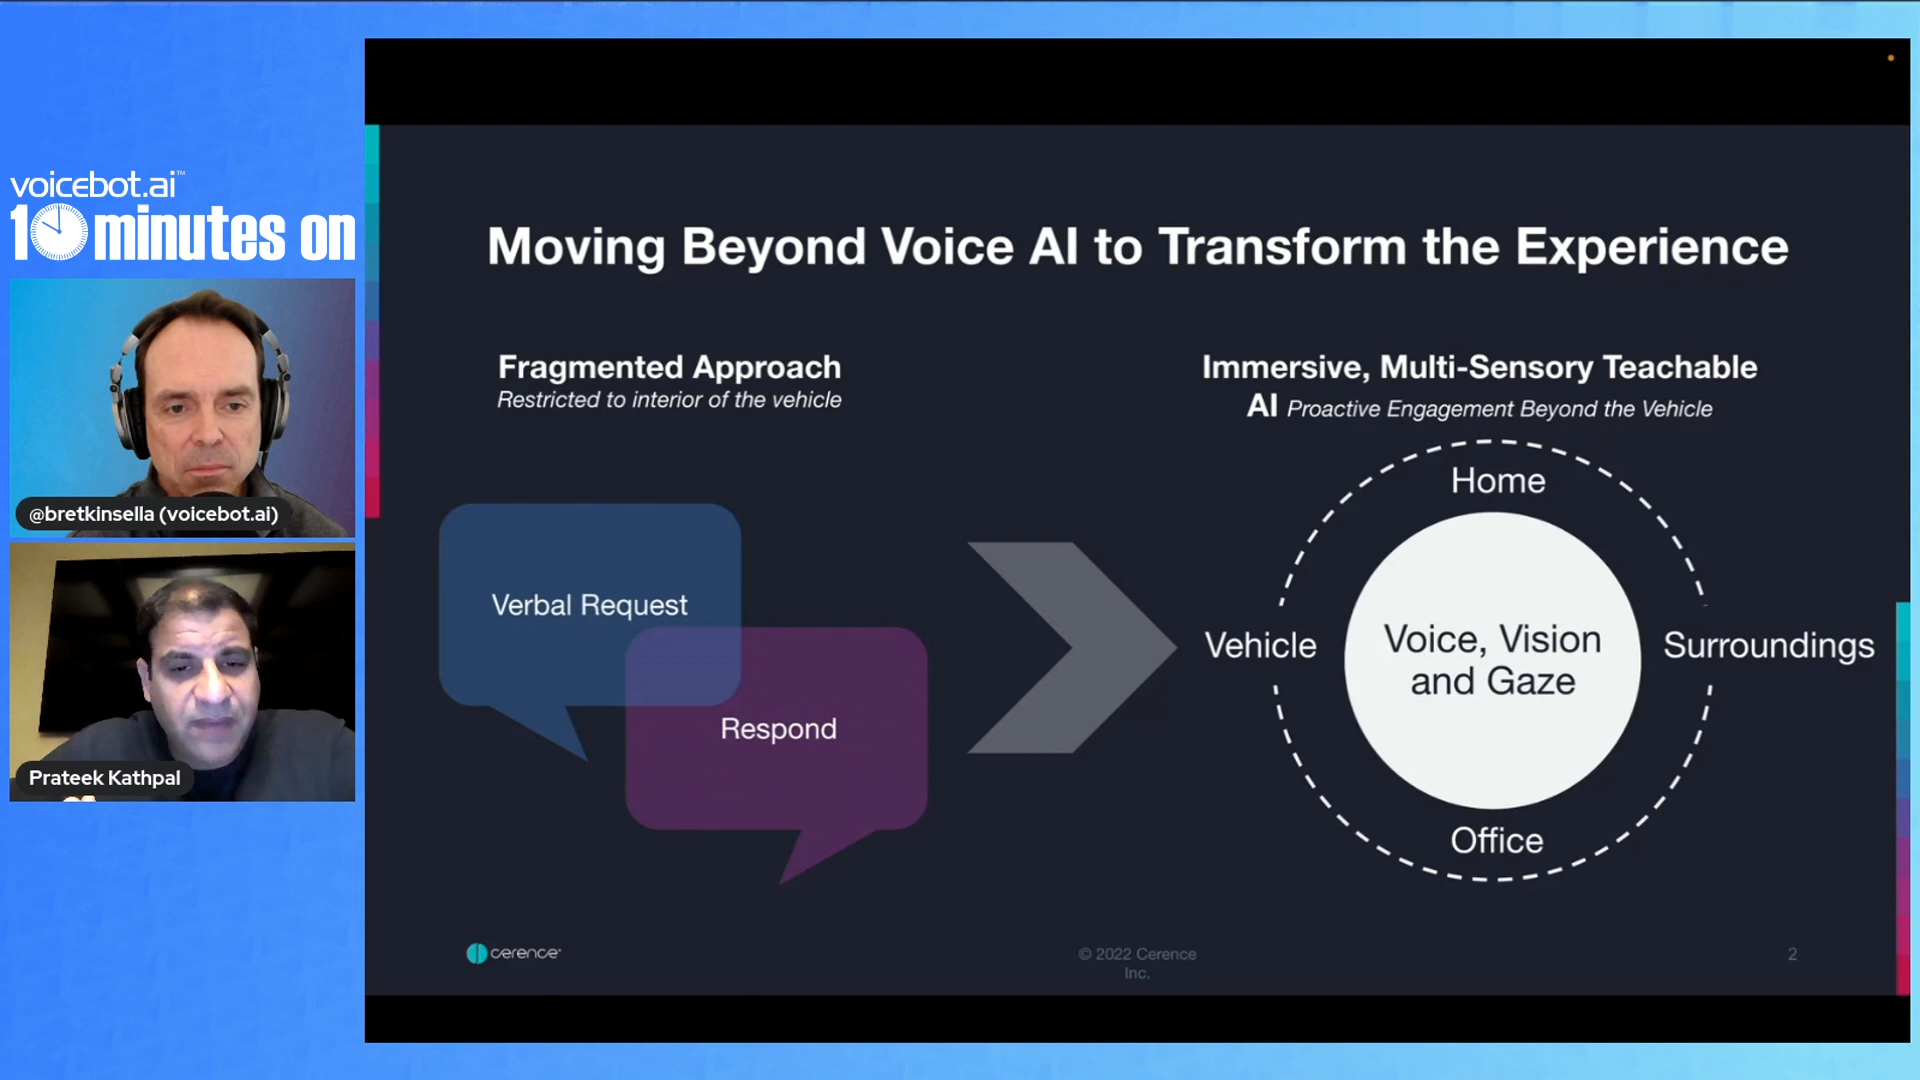 voicebot.ai™
10 minutes on
@bretkinsella (voicebot.ai)
Prateek Kathpal
Moving Beyond Voice AI to Transform the Experience
Fragmented Approach
Restricted to interior of the vehicle
Verbal Request
Respond
Immersive, Multi-Sensory Teachable
AI Proactive Engagement Beyond the Vehicle
Home
Vehicle
Voice, Vision
and Gaze
Surroundings
Office
cerence
© 2022 Cerence
Inc.
2